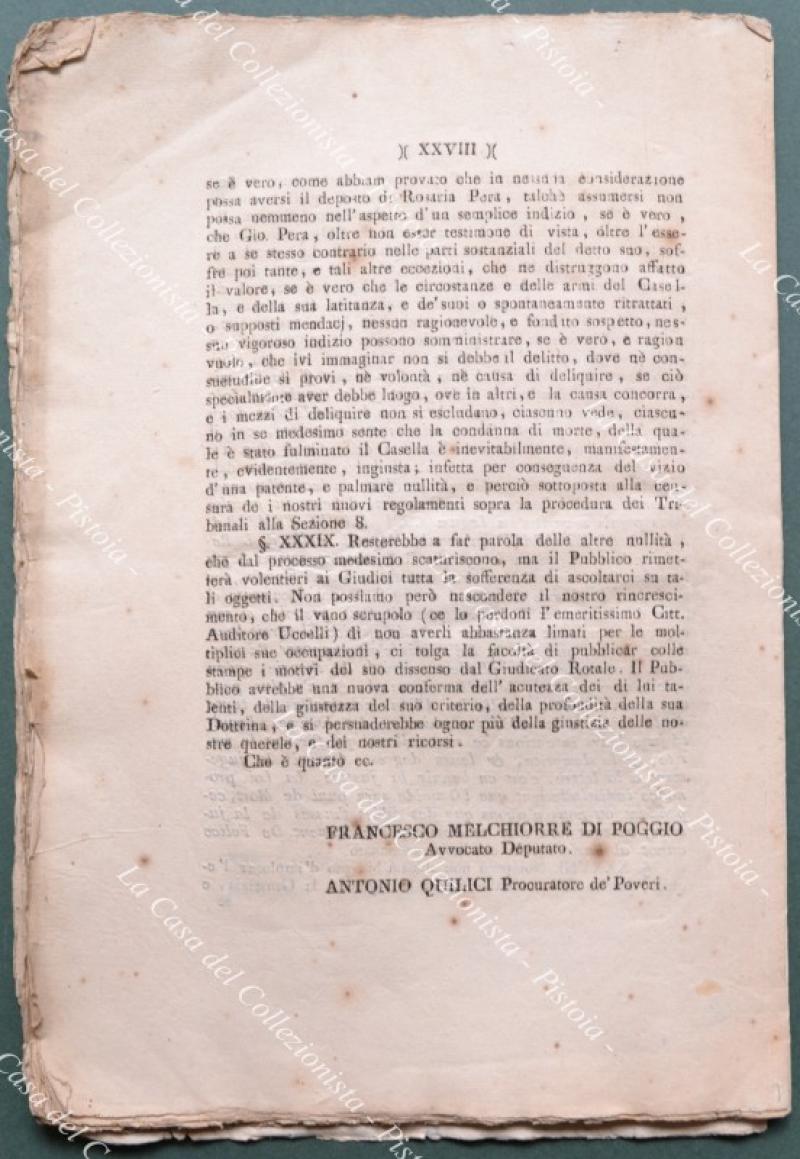 )( XXVIII )(
se è vero, come abbiam provato che in nessuna considerazione
possa aversi il deposto di Rosaria Pera, talchè assumersi non
possa nemmeno nell'aspetto d'un semplice indizio, se è vero,
che Gio. Pera, oltre non esser testimone di vista, oltre l'esse-
re a se stesso contrario nelle parti sostanziali del detto suo, sof-
fre poi tante, e tali altre eccezioni, che ne distruggono affatto
il valore, se è vero che le circostanze e delle armi del Casel-
la, e della sua latitanza, e de'suoi o spontaneamente ritrattati,
o supposti mendacj, nessun ragionevole, e fondato sospetto, nes-
sun vigoroso indizio possono somministrare, se è vero, e ragion
vuole, che ivi immaginar non si debbe il delitto, dove nè con-
suetudine si provi, nè volontà, nè causa di deliquire, se ciò
specialmente aver debbe luogo, ove in altri, e la causa concorra,
e i mezzi di deliquire non si escludano, ciascuno vede, ciascu-
no in se medesimo sente che la condanna di morte, della qua-
le è stato fulminato il Casella è inevitabilmente, manifestamen-
te, evidentemente, ingiusta; infetta per conseguenza del vizio
d'una patente, e palmare nullità, e perciò sottoposta alla cen-
sura de i nostri nuovi regolamenti sopra la procedura dei Tri-
bunali alla Sezione 8.
§. XXXIX. Resterebbe a far parola delle altre nullità,
che dal processo medesimo scaturiscono, ma il Pubblico rimet-
terà volentieri ai Giudici tutta la sofferenza di ascoltarci su ta-
li oggetti. Non possiamo però nascondere il nostro rincresci-
mento, che il vano scrupolo (ce lo perdoni l'emeritissimo Citt.
Auditore Uccelli) di non averli abbastanza limati per le mol-
tiplici sue occupazioni, ci tolga la facoltà di pubblicar colle
stampe i motivi del suo dissenso dal Giudicato Rotale. Il Pub-
blico avrebbe una nuova conferma dell'acutezza dei di lui ta-
lenti, della giustezza del suo criterio, della profondità della sua
Dottrina, e si persuaderebbe ognor più della giustizia delle no-
stre querele, e dei nostri ricorsi.
Che è quanto ec.
FRANCESCO MELCHIORRE DI POGGIO
Avvocato Deputato.
ANTONIO QUILICI Procuratore de'Poveri.
La Casa del Collezionista - Pistoia -